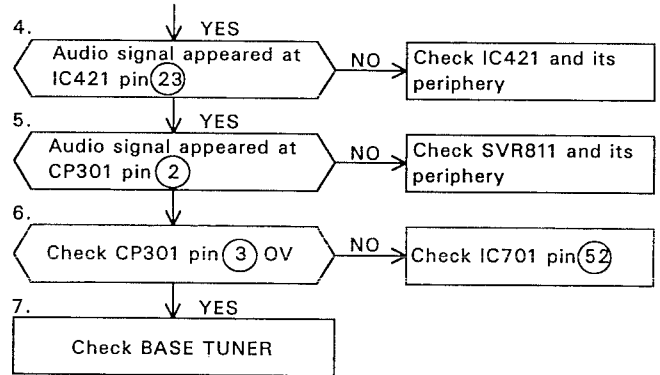 4.
YES
Audio signal appeared at
IC421 pin 23
NO
Check IC421 and its
periphery
5.
YES
Audio signal appeared at
CP301 pin 2
NO
Check SVR811 and its
periphery
6.
Check CP301 pin 3 OV
NO
Check IC701 pin 52
7.
YES
Check BASE TUNER